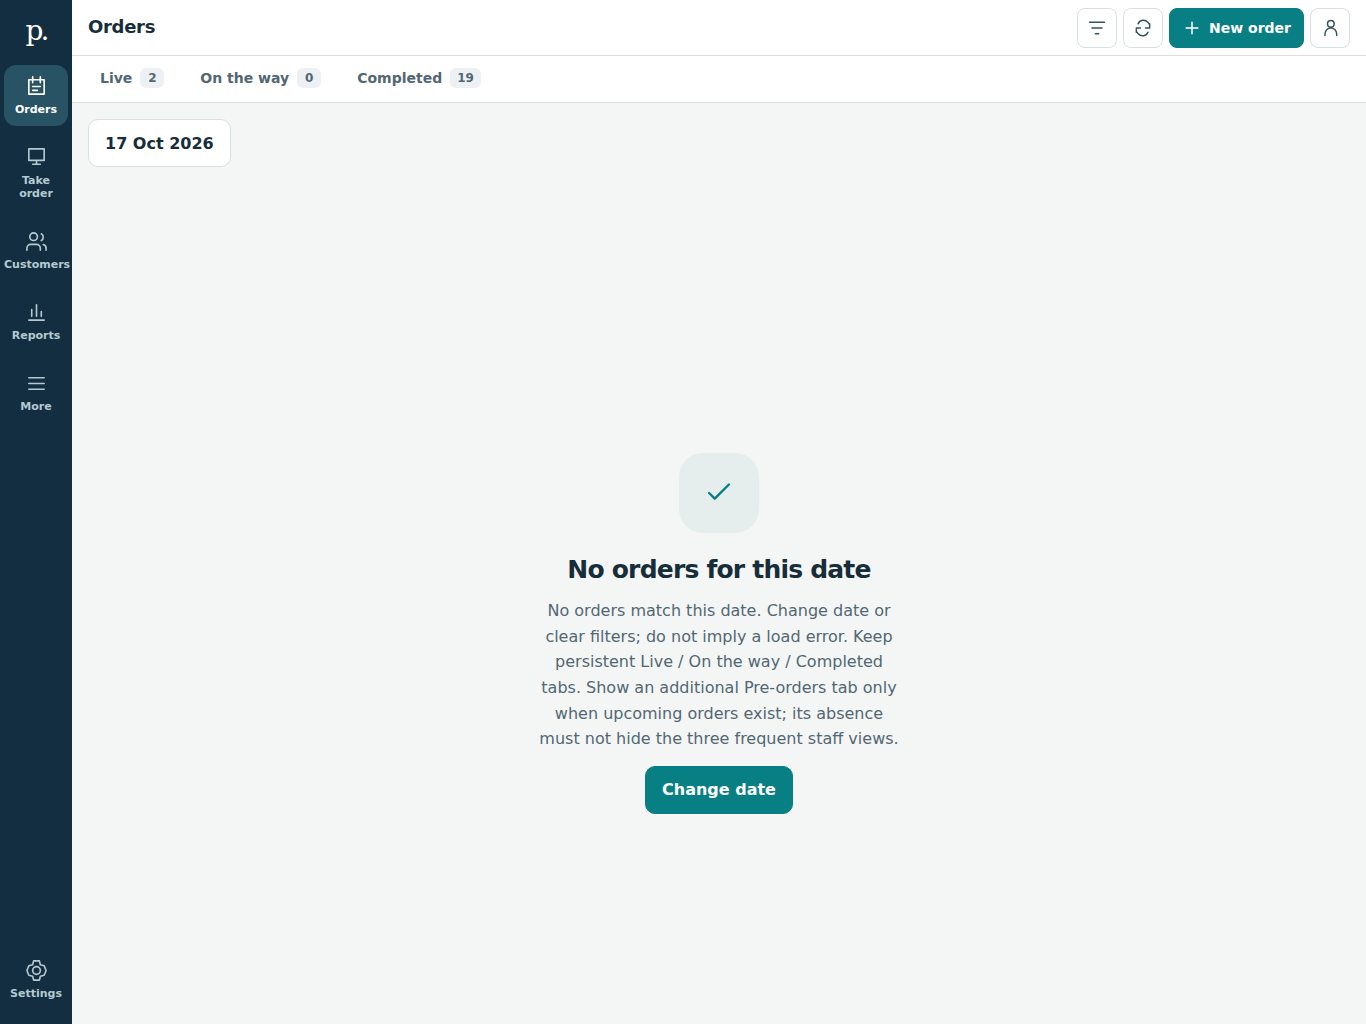 p.
Orders
New order
Live 2
On the way 0
Completed 19
Orders
Take
order
Customers
Reports
More
Settings
17 Oct 2026
No orders for this date
No orders match this date. Change date or
clear filters; do not imply a load error. Keep
persistent Live / On the way / Completed
tabs. Show an additional Pre-orders tab only
when upcoming orders exist; its absence
must not hide the three frequent staff views.
Change date